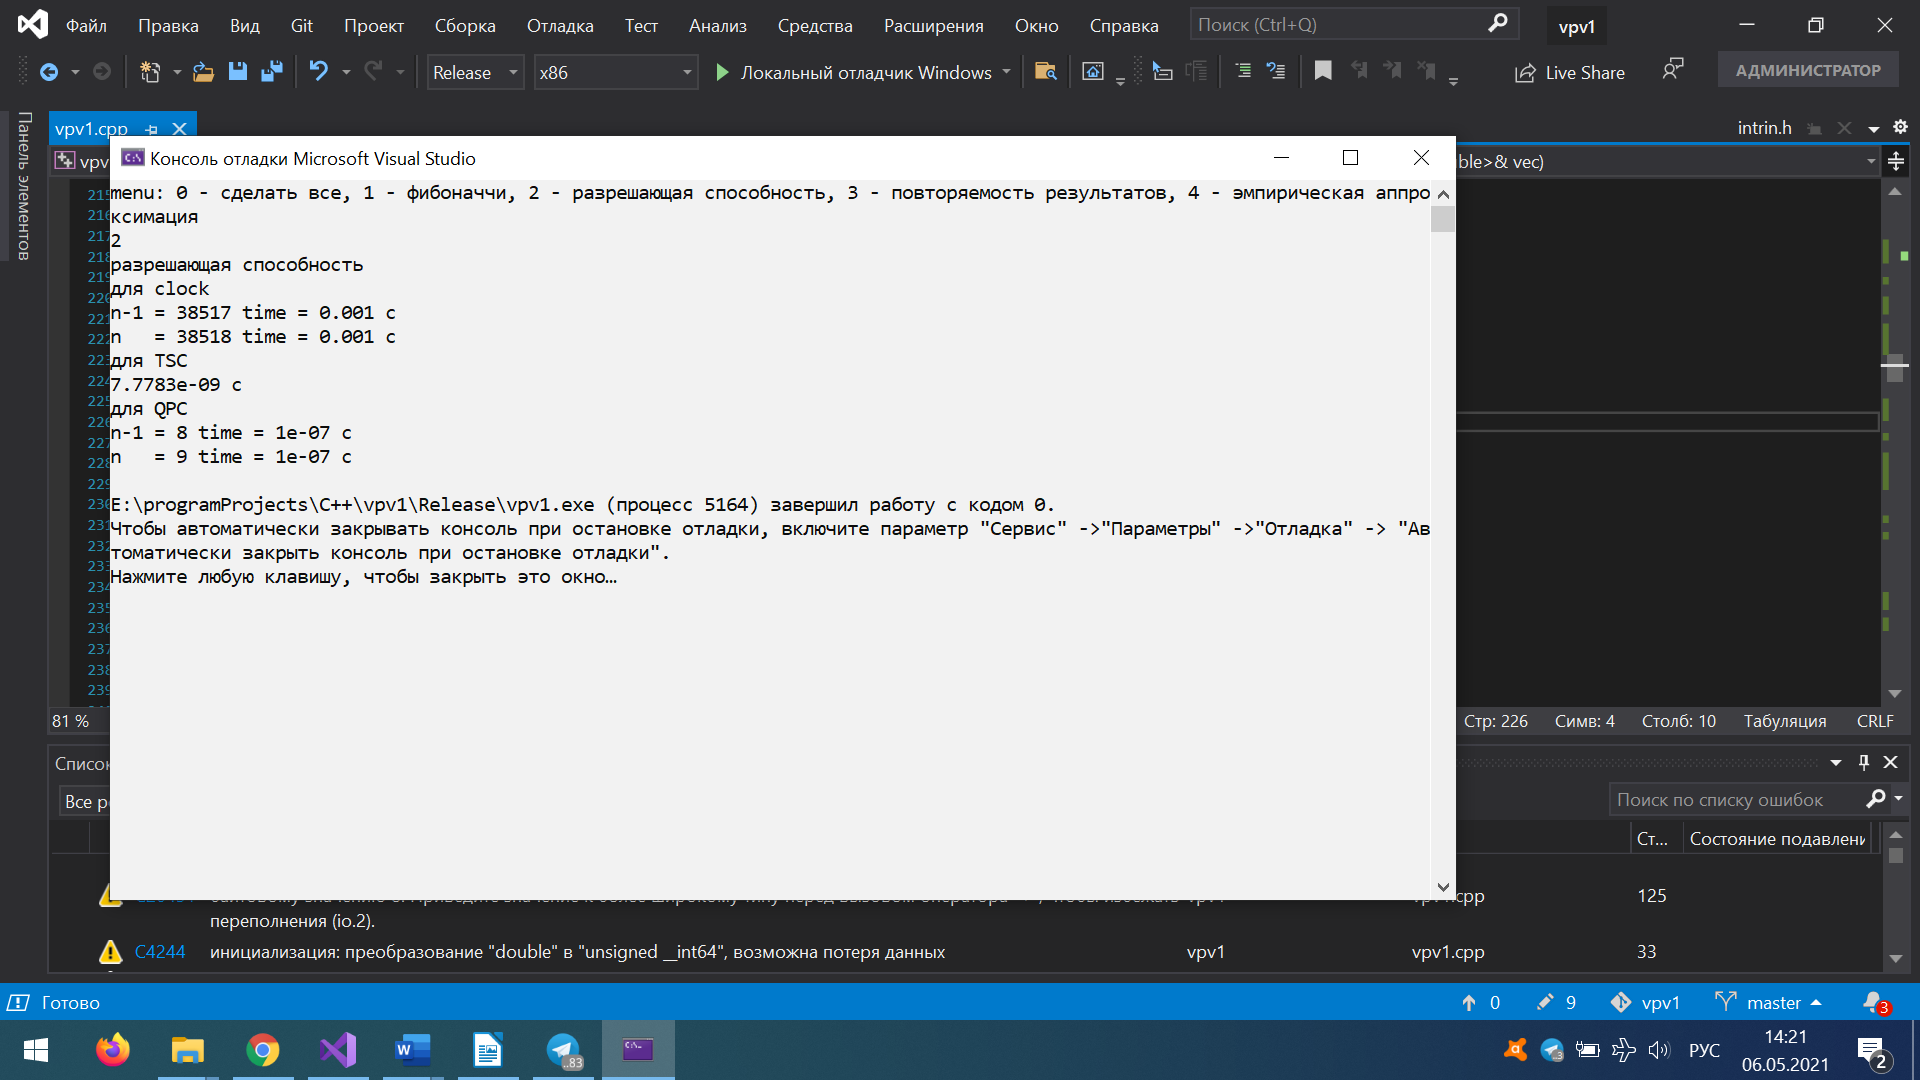 Файл Правка Вид Git Проект Сборка Отладка Тест Анализ Средства Расширения Окно Справка Поиск (Ctrl+Q) vpv1
Release x86 Локальный отладчик Windows Live Share АДМИНИСТРАТОР
Панель элементов
vpv1.cpp intrin.h
vpv ble>& vec)
Консоль отладки Microsoft Visual Studio
menu: 0 - сделать все, 1 - фибоначчи, 2 - разрешающая способность, 3 - повторяемость результатов, 4 - эмпирическая аппро
ксимация
2
разрешающая способность
для clock
n-1 = 38517 time = 0.001 c
n   = 38518 time = 0.001 c
для TSC
7.7783e-09 c
для QPC
n-1 = 8 time = 1e-07 c
n   = 9 time = 1e-07 c
E:\programProjects\C++\vpv1\Release\vpv1.exe (процесс 5164) завершил работу с кодом 0.
Чтобы автоматически закрывать консоль при остановке отладки, включите параметр "Сервис" ->"Параметры" ->"Отладка" -> "Ав
томатически закрыть консоль при остановке отладки".
Нажмите любую клавишу, чтобы закрыть это окно…
81 % Стр: 226 Симв: 4 Столб: 10 Табуляция CRLF
Список
Все р Поиск по списку ошибок
Ст... Состояние подавлени
125
переполнения (io.2).
C4244 инициализация: преобразование "double" в "unsigned __int64", возможна потеря данных vpv1 vpv1.cpp 33
Готово 0 9 vpv1 master 3
83 3 РУС 14:21
06.05.2021 2